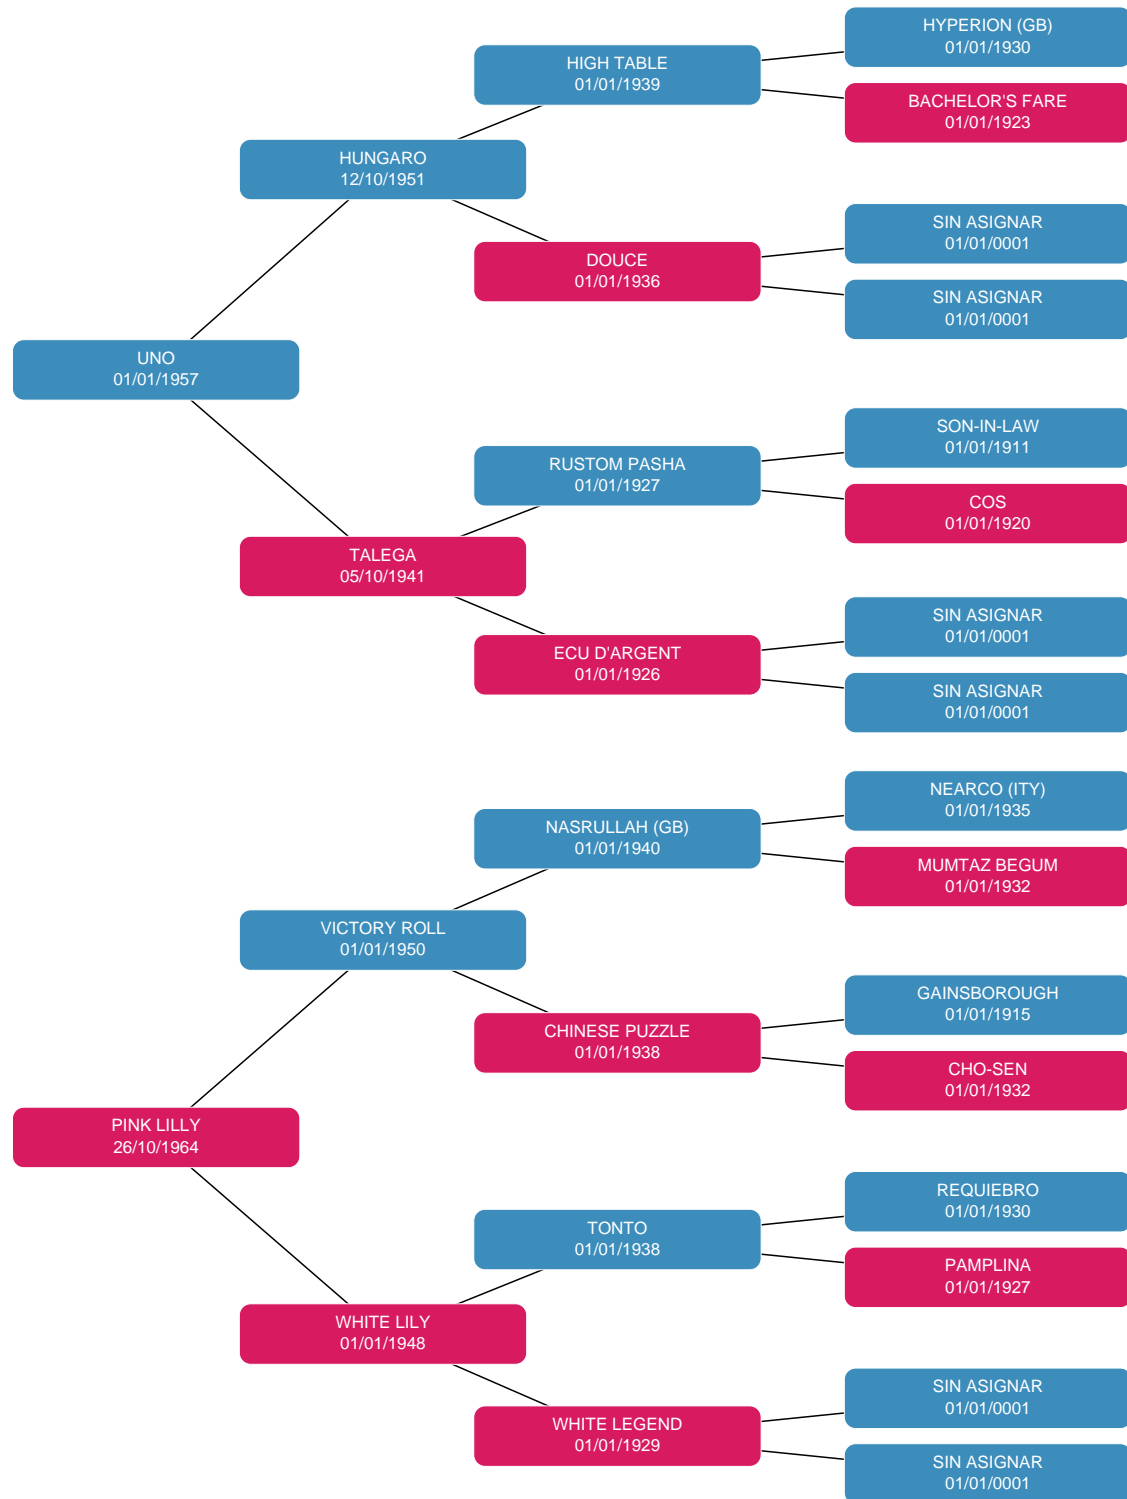 HYPERION (GB)
01/01/1930
HIGH TABLE
01/01/1939
BACHELOR'S FARE
01/01/1923
HUNGARO
12/10/1951
SIN ASIGNAR
01/01/0001
DOUCE
01/01/1936
SIN ASIGNAR
01/01/0001
UNO
01/01/1957
SON-IN-LAW
01/01/1911
RUSTOM PASHA
01/01/1927
COS
01/01/1920
TALEGA
05/10/1941
SIN ASIGNAR
01/01/0001
ECU D'ARGENT
01/01/1926
SIN ASIGNAR
01/01/0001
NEARCO (ITY)
01/01/1935
NASRULLAH (GB)
01/01/1940
MUMTAZ BEGUM
01/01/1932
VICTORY ROLL
01/01/1950
GAINSBOROUGH
01/01/1915
CHINESE PUZZLE
01/01/1938
CHO-SEN
01/01/1932
PINK LILLY
26/10/1964
REQUIEBRO
01/01/1930
TONTO
01/01/1938
PAMPLINA
01/01/1927
WHITE LILY
01/01/1948
SIN ASIGNAR
01/01/0001
WHITE LEGEND
01/01/1929
SIN ASIGNAR
01/01/0001